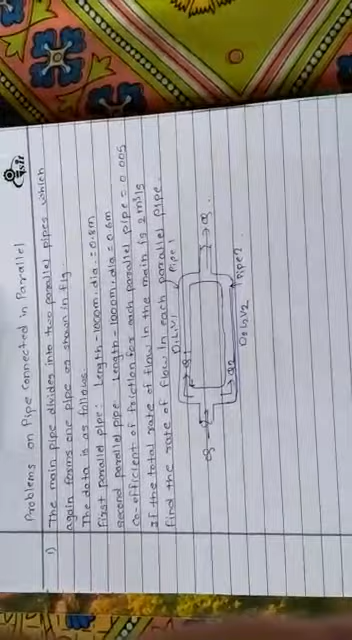 Problems on Pipe connected in Parallel
1) The main pipe divides into two parallel pipes which
again forms one pipe as shown in fig.
The data is as follows
First parallel pipe: Length-1000m, dia. = 0.8m
second parallel pipe Length-1000m, dia. = 0.6m
co-efficient of friction for each parallel pipe = 0.005
If the total rate of flow in the main is 2 m³/s
find the rate of flow in each parallel pipe.
D1L1V1 Pipe 1
Q1
Q Q
Q2
D2L2V2 Pipe 2